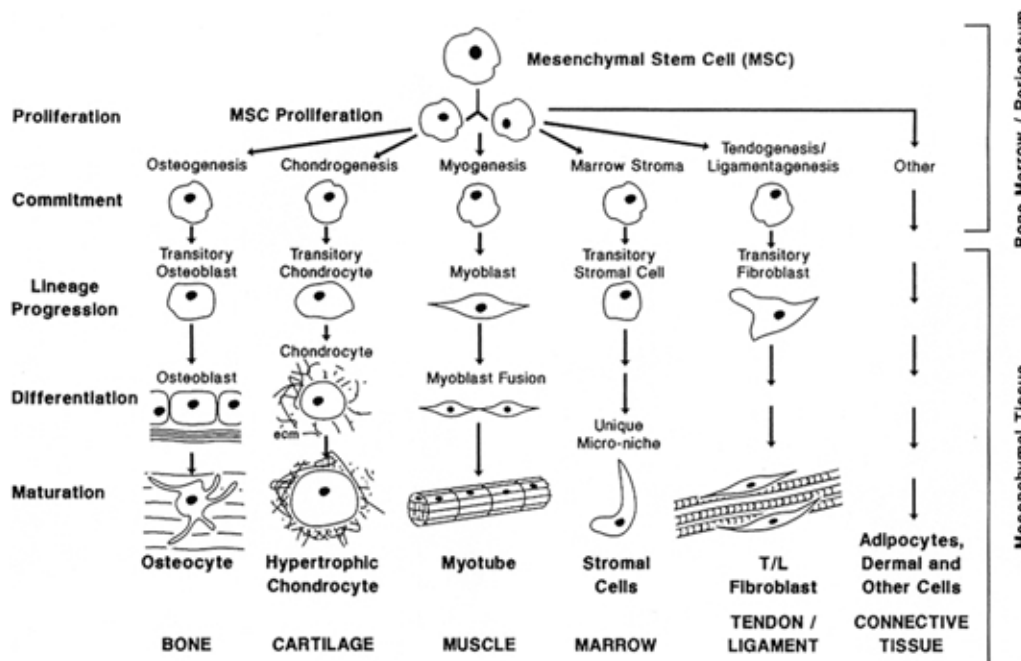 Mesenchymal Stem Cell (MSC)
Proliferation
MSC Proliferation
Osteogenesis
Chondrogenesis
Myogenesis
Marrow Stroma
Tendogenesis/
Ligamentagenesis
Other
Commitment
Transitory
Osteoblast
Transitory
Chondrocyte
Myoblast
Transitory
Stromal Cell
Transitory
Fibroblast
Lineage
Progression
Chondrocyte
Osteoblast
Myoblast Fusion
Differentiation
ecm
Unique
Micro-niche
Maturation
Osteocyte
Hypertrophic
Chondrocyte
Myotube
Stromal
Cells
T/L
Fibroblast
Adipocytes,
Dermal and
Other Cells
BONE
CARTILAGE
MUSCLE
MARROW
TENDON /
LIGAMENT
CONNECTIVE
TISSUE
Bone Marrow / Periosteum
Mesenchymal Tissue